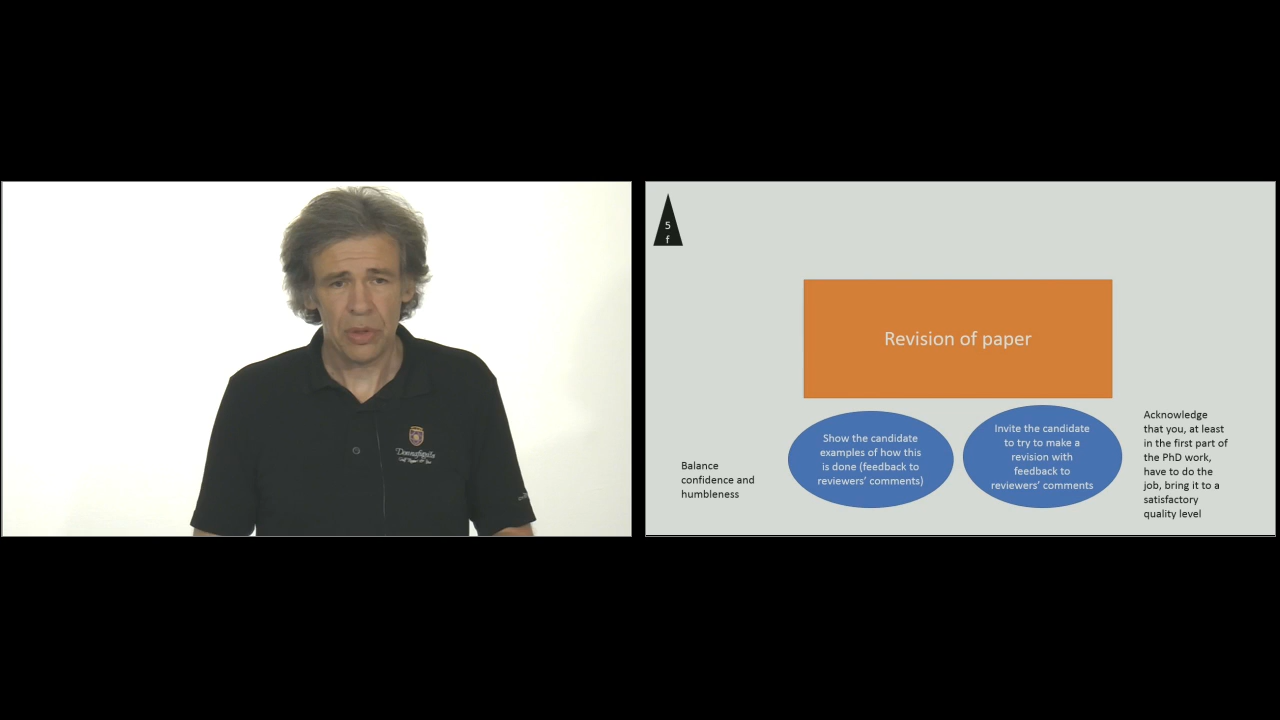 5
f
Revision of paper
Show the candidate
examples of how this
is done (feedback to
reviewers’ comments)
Invite the candidate
to try to make a
revision with
feedback to
reviewers’ comments
Balance
confidence and
humbleness
Acknowledge
that you, at least
in the first part of
the PhD work,
have to do the
job, bring it to a
satisfactory
quality level